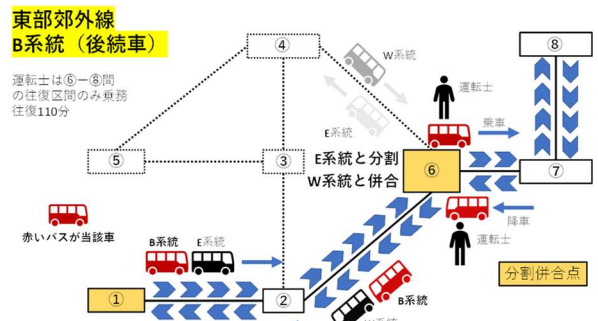 東部郊外線
B系統(後続車)
運転士は⑥ー⑧間
の往復区間のみ乗務
往復110分
④
W系統
E系統
運転士
乗車
⑧
⑤
③
E系統と分割
W系統と併合
⑥
⑦
赤いバスが当該車
B系統
E系統
降車
運転士
分割併合点
①
②
B系統